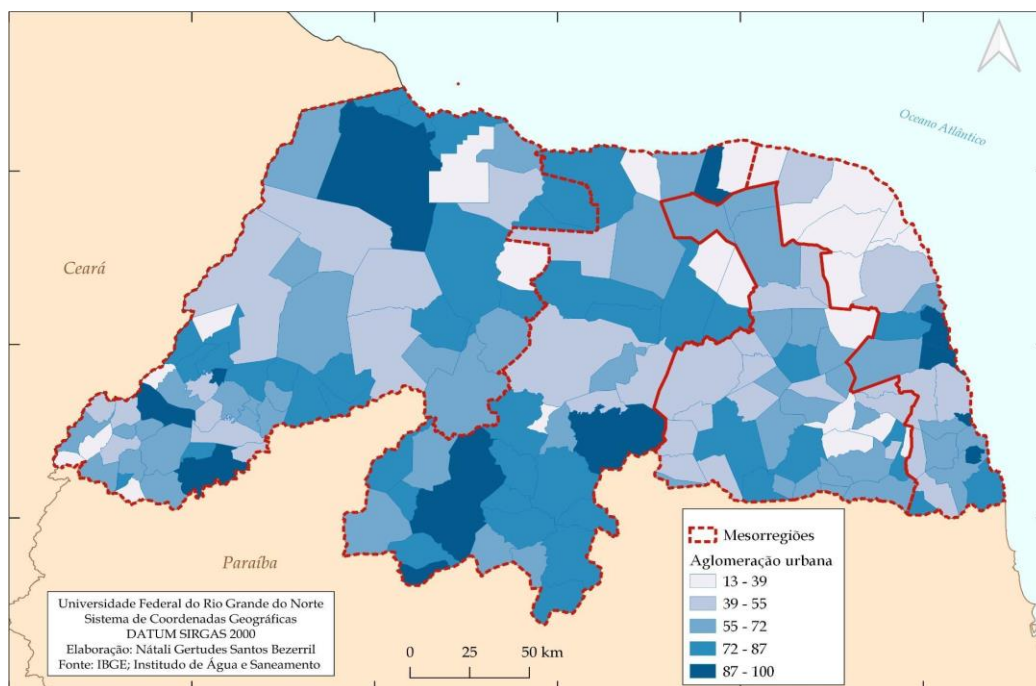 Oceano Atlântico
Ceará
Paraíba
Mesorregiões
Aglomeração urbana
13 - 39
39 - 55
55 - 72
72 - 87
87 - 100
Universidade Federal do Rio Grande do Norte
Sistema de Coordenadas Geográficas
DATUM SIRGAS 2000
Elaboração: Nátali Gertudes Santos Bezerril
Fonte: IBGE; Institudo de Água e Saneamento
0 25 50 km